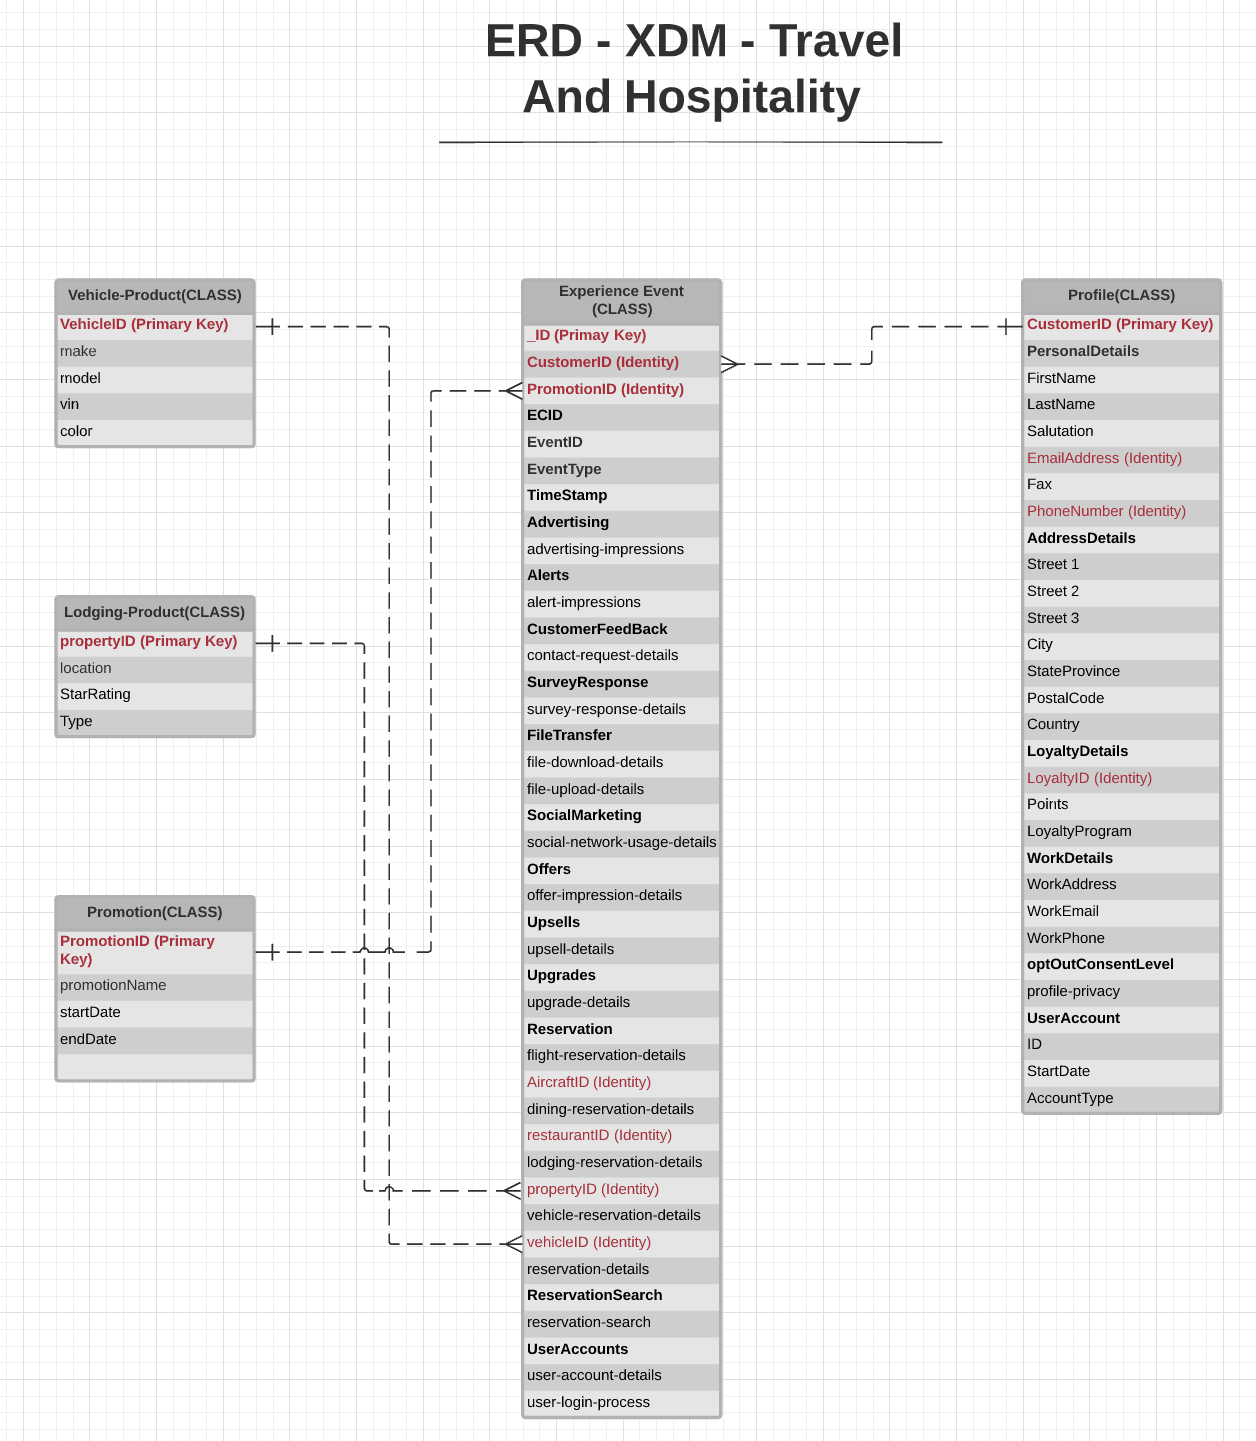 ERD - XDM - Travel
And Hospitality
Vehicle-Product(CLASS)
VehicleID (Primary Key)
make
model
vin
color
Lodging-Product(CLASS)
propertyID (Primary Key)
location
StarRating
Type
Promotion(CLASS)
PromotionID (Primary
Key)
promotionName
startDate
endDate
Experience Event
(CLASS)
_ID (Primay Key)
CustomerID (Identity)
PromotionID (Identity)
ECID
EventID
EventType
TimeStamp
Advertising
advertising-impressions
Alerts
alert-impressions
CustomerFeedBack
contact-request-details
SurveyResponse
survey-response-details
FileTransfer
file-download-details
file-upload-details
SocialMarketing
social-network-usage-details
Offers
offer-impression-details
Upsells
upsell-details
Upgrades
upgrade-details
Reservation
flight-reservation-details
AircraftID (Identity)
dining-reservation-details
restaurantID (Identity)
lodging-reservation-details
propertyID (Identity)
vehicle-reservation-details
vehicleID (Identity)
reservation-details
ReservationSearch
reservation-search
UserAccounts
user-account-details
user-login-process
Profile(CLASS)
CustomerID (Primary Key)
PersonalDetails
FirstName
LastName
Salutation
EmailAddress (Identity)
Fax
PhoneNumber (Identity)
AddressDetails
Street 1
Street 2
Street 3
City
StateProvince
PostalCode
Country
LoyaltyDetails
LoyaltyID (Identity)
Points
LoyaltyProgram
WorkDetails
WorkAddress
WorkEmail
WorkPhone
optOutConsentLevel
profile-privacy
UserAccount
ID
StartDate
AccountType